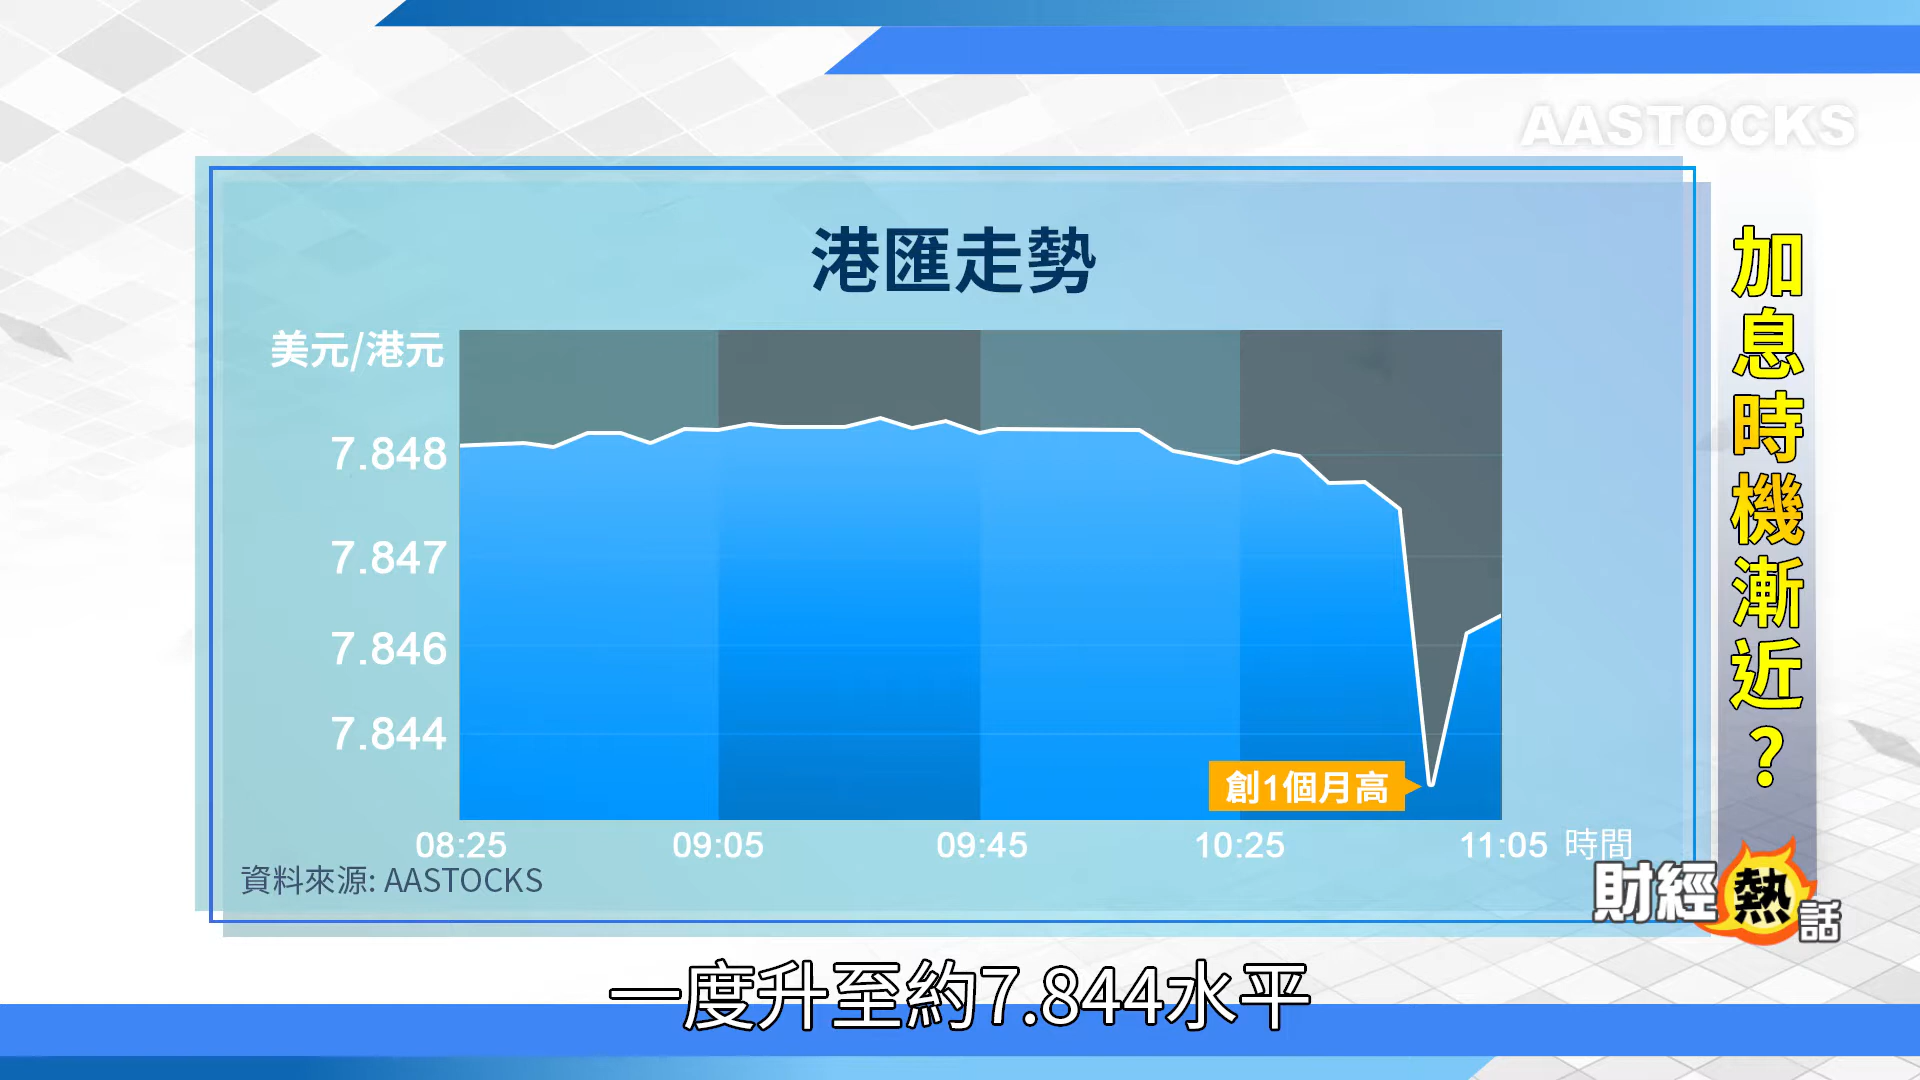 AASTOCKS
港匯走勢
美元/港元
7.848
7.847
7.846
7.844
創1個月高
08:25
09:05
09:45
10:25
11:05
時間
資料來源: AASTOCKS
加息時機漸近?
財經熱話
一度升至約7.844水平